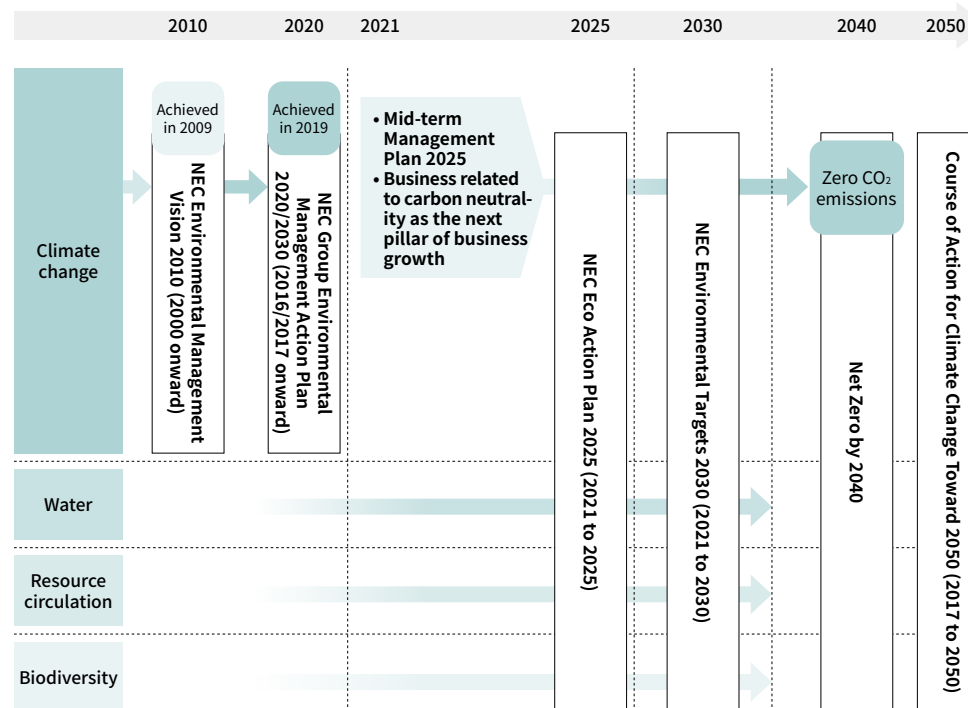 2010 2020 2021 2025 2030 2040 2050
Climate
change
Achieved
in 2009
NEC Environmental Management
Vision 2010 (2000 onward)
Achieved
in 2019
NEC Group Environmental
Management Action Plan
2020/2030 (2016/2017 onward)
• Mid-term
Management
Plan 2025
• Business related
to carbon neutral-
ity as the next
pillar of business
growth
NEC Eco Action Plan 2025 (2021 to 2025)
NEC Environmental Targets 2030 (2021 to 2030)
Zero CO₂
emissions
Net Zero by 2040
Course of Action for Climate Change Toward 2050 (2017 to 2050)
Water
Resource
circulation
Biodiversity